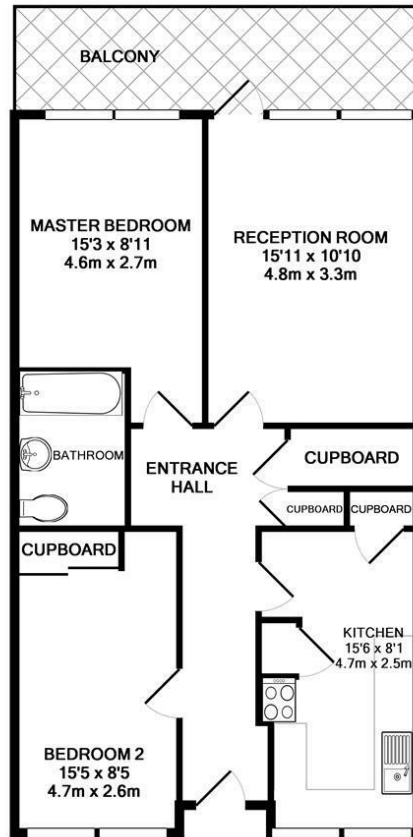 BALCONY
MASTER BEDROOM
15'3 x 8'11
4.6m x 2.7m
RECEPTION ROOM
15'11 x 10'10
4.8m x 3.3m
BATHROOM
ENTRANCE
HALL
CUPBOARD
CUPBOARD
CUPBOARD
CUPBOARD
KITCHEN
15'6 x 8'1
4.7m x 2.5m
BEDROOM 2
15'5 x 8'5
4.7m x 2.6m